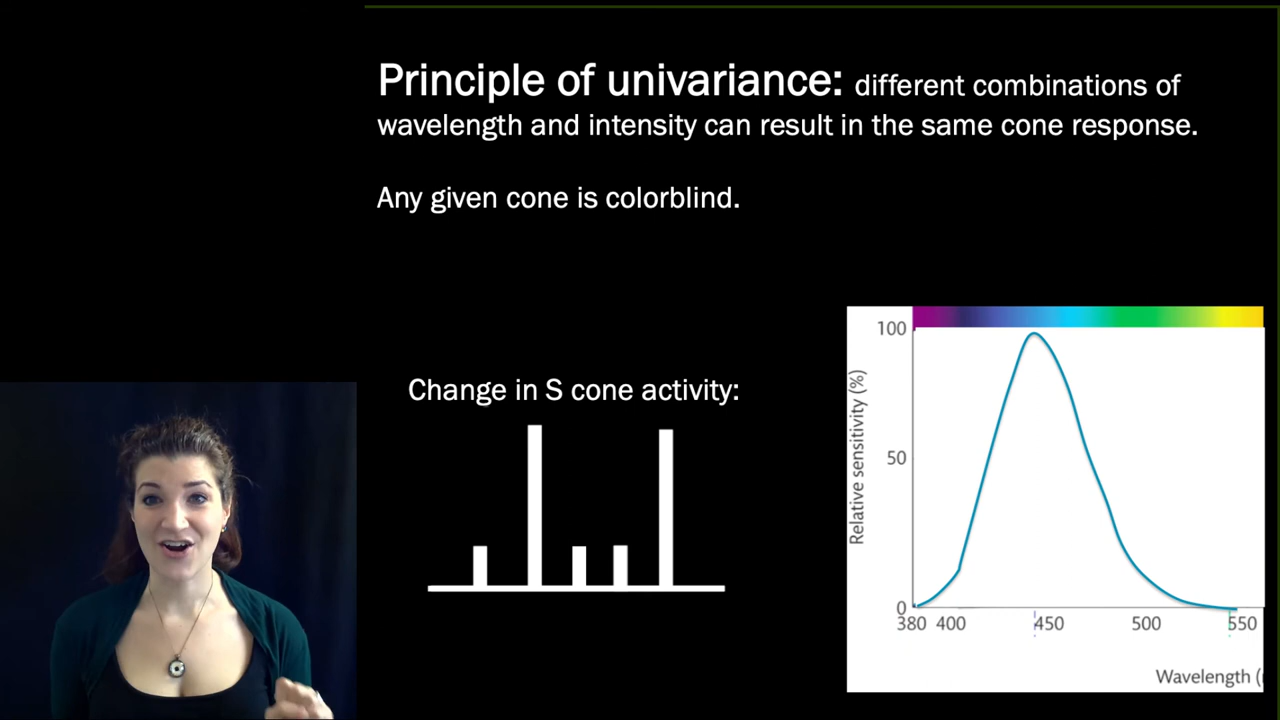 Principle of univariance: different combinations of
wavelength and intensity can result in the same cone response.
Any given cone is colorblind.
Change in S cone activity:
100
50
0
Relative sensitivity (%)
380 400 450 500 550
Wavelength (